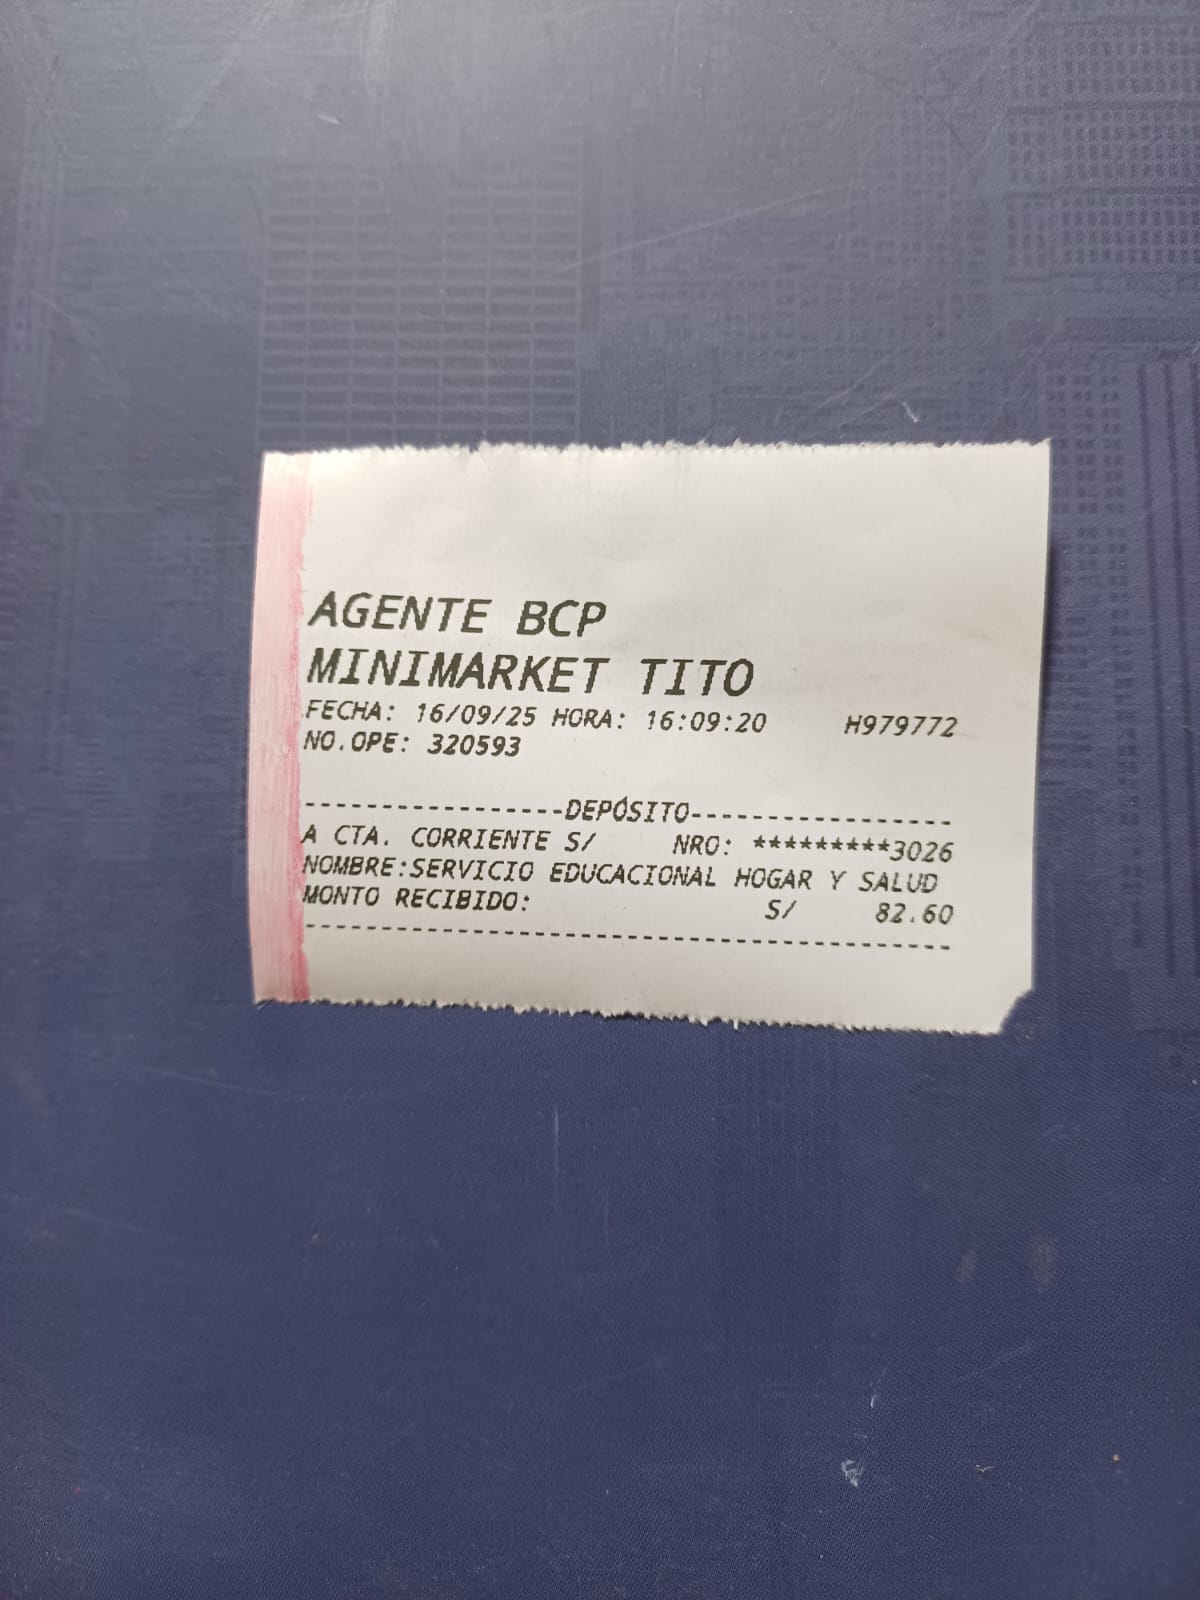 AGENTE BCP
MINIMARKET TITO
FECHA: 16/09/25 HORA: 16:09:20 H979772
NO.OPE: 320593
-----------------DEPÓSITO-----------------
A CTA. CORRIENTE S/ NRO: *********3026
NOMBRE:SERVICIO EDUCACIONAL HOGAR Y SALUD
MONTO RECIBIDO: S/ 82.60
------------------------------------------